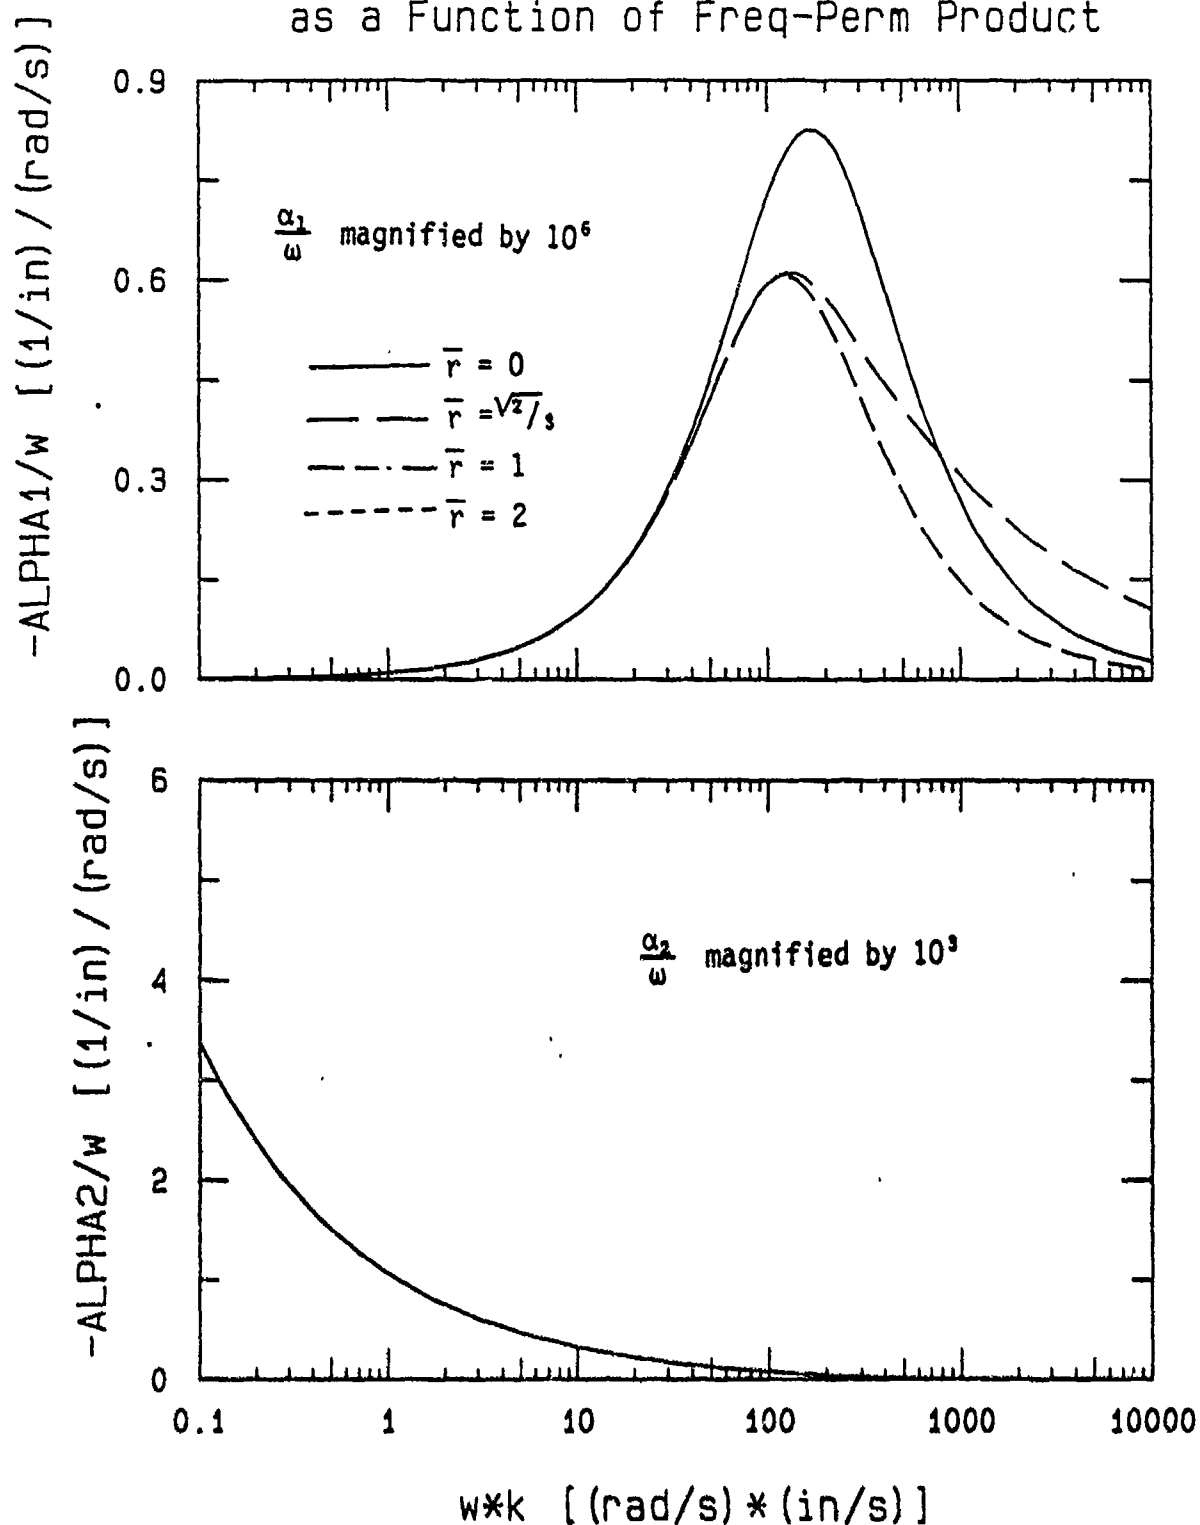 as a Function of Freq-Perm Product
-ALPHA1/w [(1/in)/(rad/s)]
0.9
0.6
0.3
0.0
α₁/ω magnified by 10⁶
r̅ = 0
r̅ = √2/s
r̅ = 1
r̅ = 2
-ALPHA2/w [(1/in)/(rad/s)]
6
4
2
0
α₂/ω magnified by 10³
0.1 1 10 100 1000 10000
w*k [(rad/s)*(in/s)]